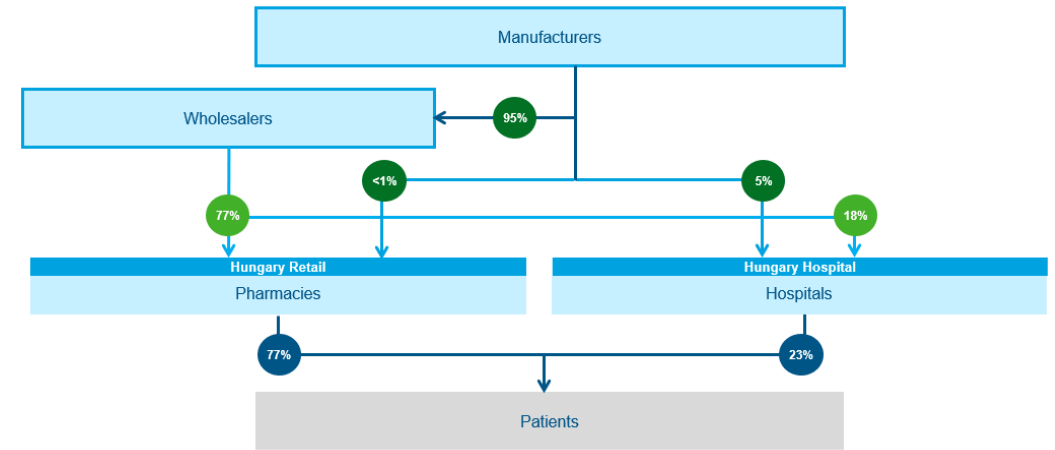 Manufacturers
Wholesalers
95%
<1%
5%
77%
18%
Hungary Retail
Pharmacies
Hungary Hospital
Hospitals
77%
23%
Patients